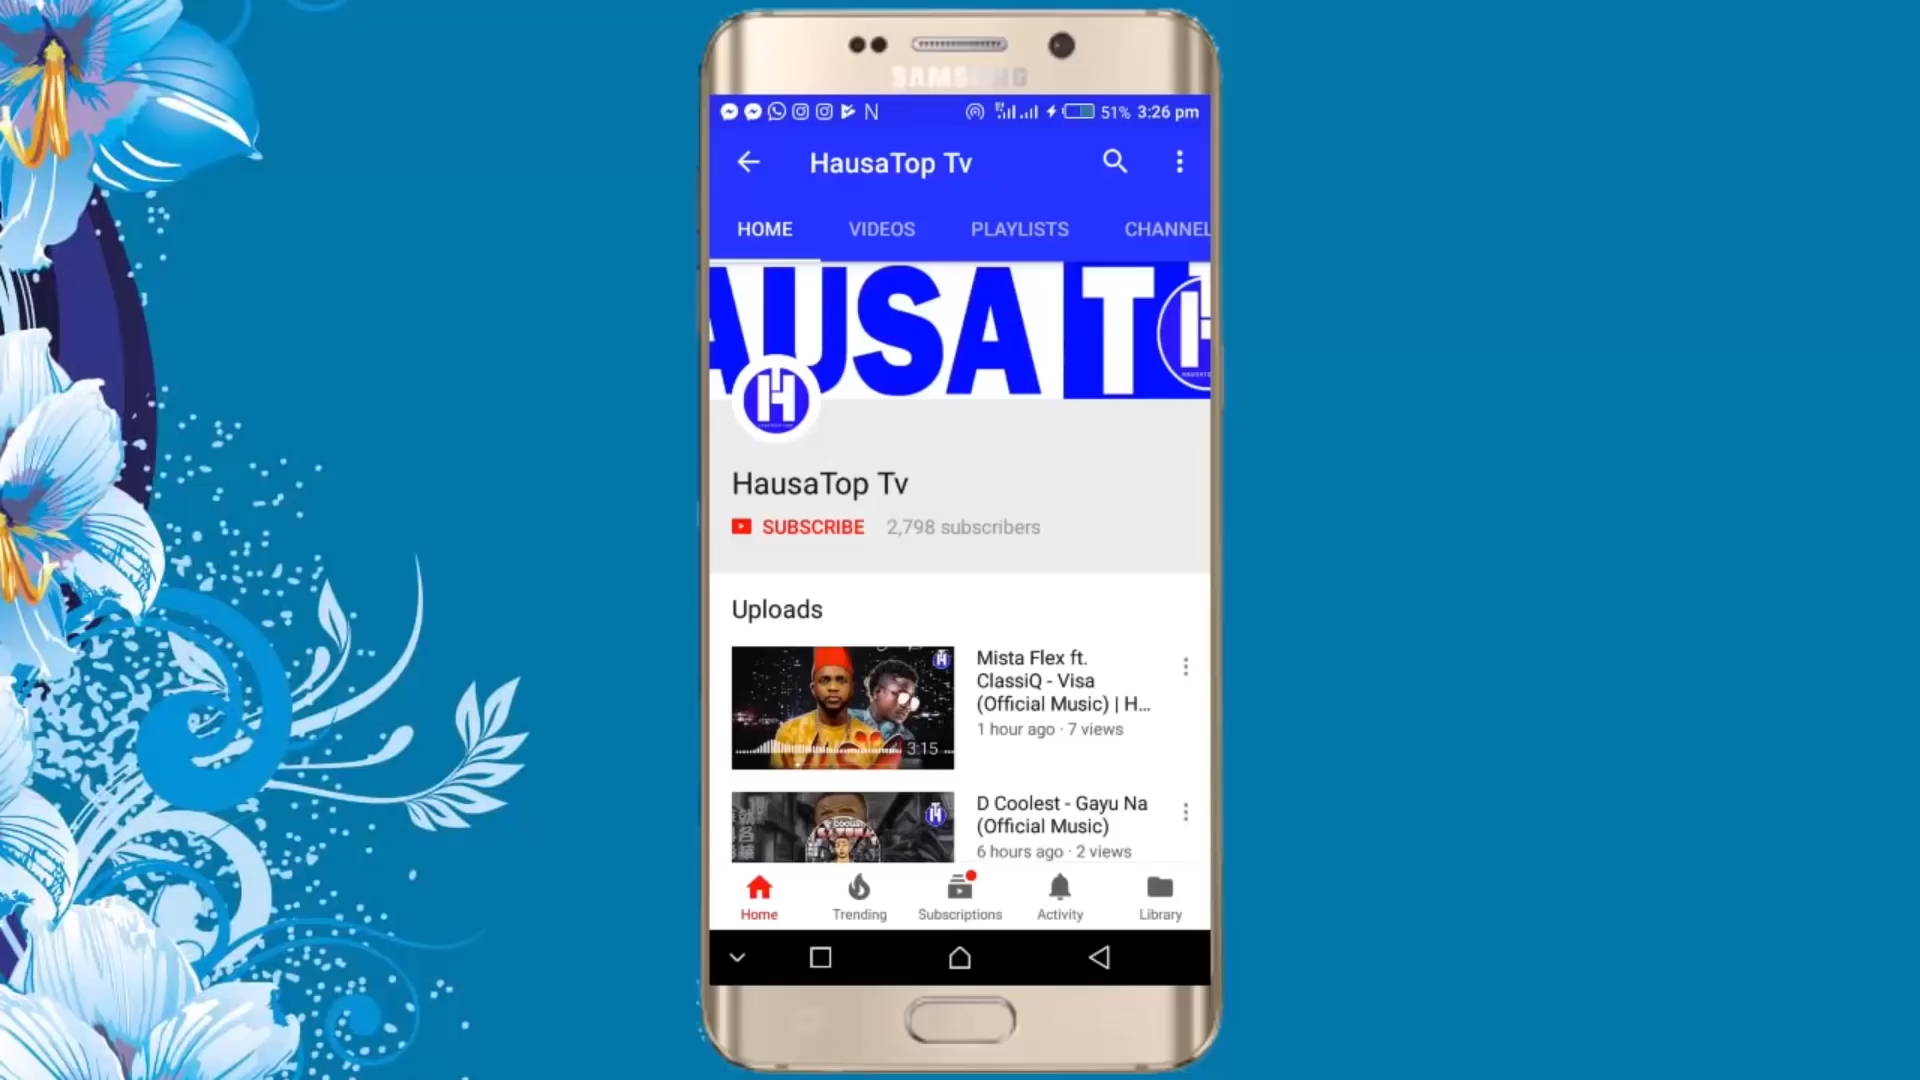 SAMSUNG
N 51% 3:26 pm
HausaTop Tv
HOME VIDEOS PLAYLISTS CHANNEL
AUSA T H
H
HausaTop Tv
SUBSCRIBE 2,798 subscribers
Uploads
Mista Flex ft.
ClassiQ - Visa
(Official Music) | H...
1 hour ago · 7 views
3:15
D Coolest - Gayu Na
(Official Music)
6 hours ago · 2 views
Home Trending Subscriptions Activity Library